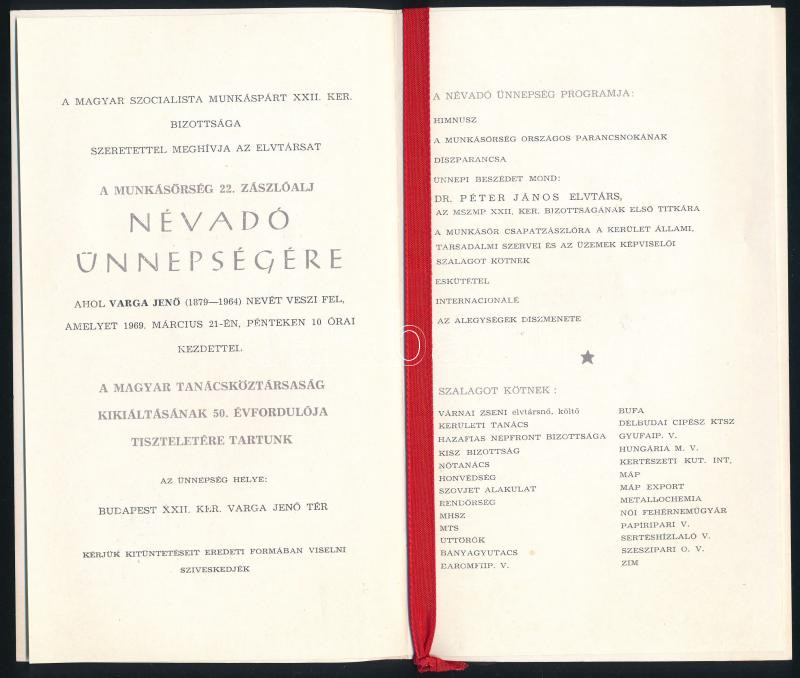 A MAGYAR SZOCIALISTA MUNKÁSPÁRT XXII. KER.
BIZOTTSÁGA
SZERETETTEL MEGHÍVJA AZ ELVTÁRSAT
A MUNKÁSŐRSÉG 22. ZÁSZLÓALJ
NÉVADÓ
ÜNNEPSÉGÉRE
AHOL VARGA JENŐ (1879—1964) NEVÉT VESZI FEL,
AMELYET 1969. MÁRCIUS 21-ÉN, PÉNTEKEN 10 ÓRAI
KEZDETTEL
A MAGYAR TANÁCSKÖZTÁRSASÁG
KIKIÁLTÁSÁNAK 50. ÉVFORDULÓJA
TISZTELETÉRE TARTUNK
AZ ÜNNEPSÉG HELYE:
BUDAPEST XXII. KER. VARGA JENŐ TÉR
KÉRJÜK KITÜNTETÉSEIT EREDETI FORMÁBAN VISELNI
SZIVESKEDJÉK
A NÉVADÓ ÜNNEPSÉG PROGRAMJA:
HIMNUSZ
A MUNKÁSŐRSÉG ORSZÁGOS PARANCSNOKÁNAK
DÍSZPARANCSA
ÜNNEPI BESZÉDET MOND:
DR. PÉTER JÁNOS ELVTÁRS,
AZ MSZMP XXII. KER. BIZOTTSÁGÁNAK ELSŐ TITKÁRA
A MUNKÁSŐR CSAPATZÁSZLÓRA A KERÜLET ÁLLAMI,
TÁRSADALMI SZERVEI ÉS AZ ÜZEMEK KÉPVISELŐI
SZALAGOT KÖTNEK
ESKÜTÉTEL
INTERNACIONÁLÉ
AZ ALEGYSÉGEK DÍSZMENETE
SZALAGOT KÖTNEK:
VÁRNAI ZSENI elvtársnő, költő
KERÜLETI TANÁCS
HAZAFIAS NÉPFRONT BIZOTTSÁGA
KISZ BIZOTTSÁG
NŐTANÁCS
HONVÉDSÉG
SZOVJET ALAKULAT
RENDŐRSÉG
MHSZ
MTS
ÚTTÖRŐK
BÁNYAGYUTACS
BAROMFIIP. V.
BUFA
DÉLBUDAI CIPÉSZ KTSZ
GYUFAIP. V.
HUNGÁRIA M. V.
KERTÉSZETI KUT. INT,
MÁP
MÁP EXPORT
METALLOCHEMIA
NŐI FEHÉRNEMŰGYÁR
PAPÍRIPARI V.
SERTÉSHÍZLALÓ V.
SZESZIPARI O. V.
ZIM